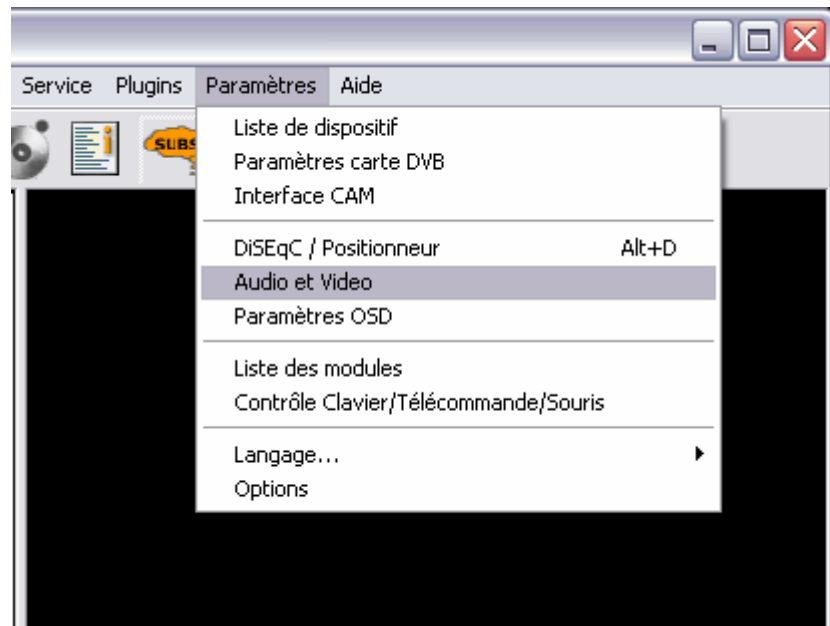 Service Plugins Paramètres Aide
Liste de dispositif
Paramètres carte DVB
Interface CAM
DiSEqC / Positionneur Alt+D
Audio et Video
Paramètres OSD
Liste des modules
Contrôle Clavier/Télécommande/Souris
Langage...
Options